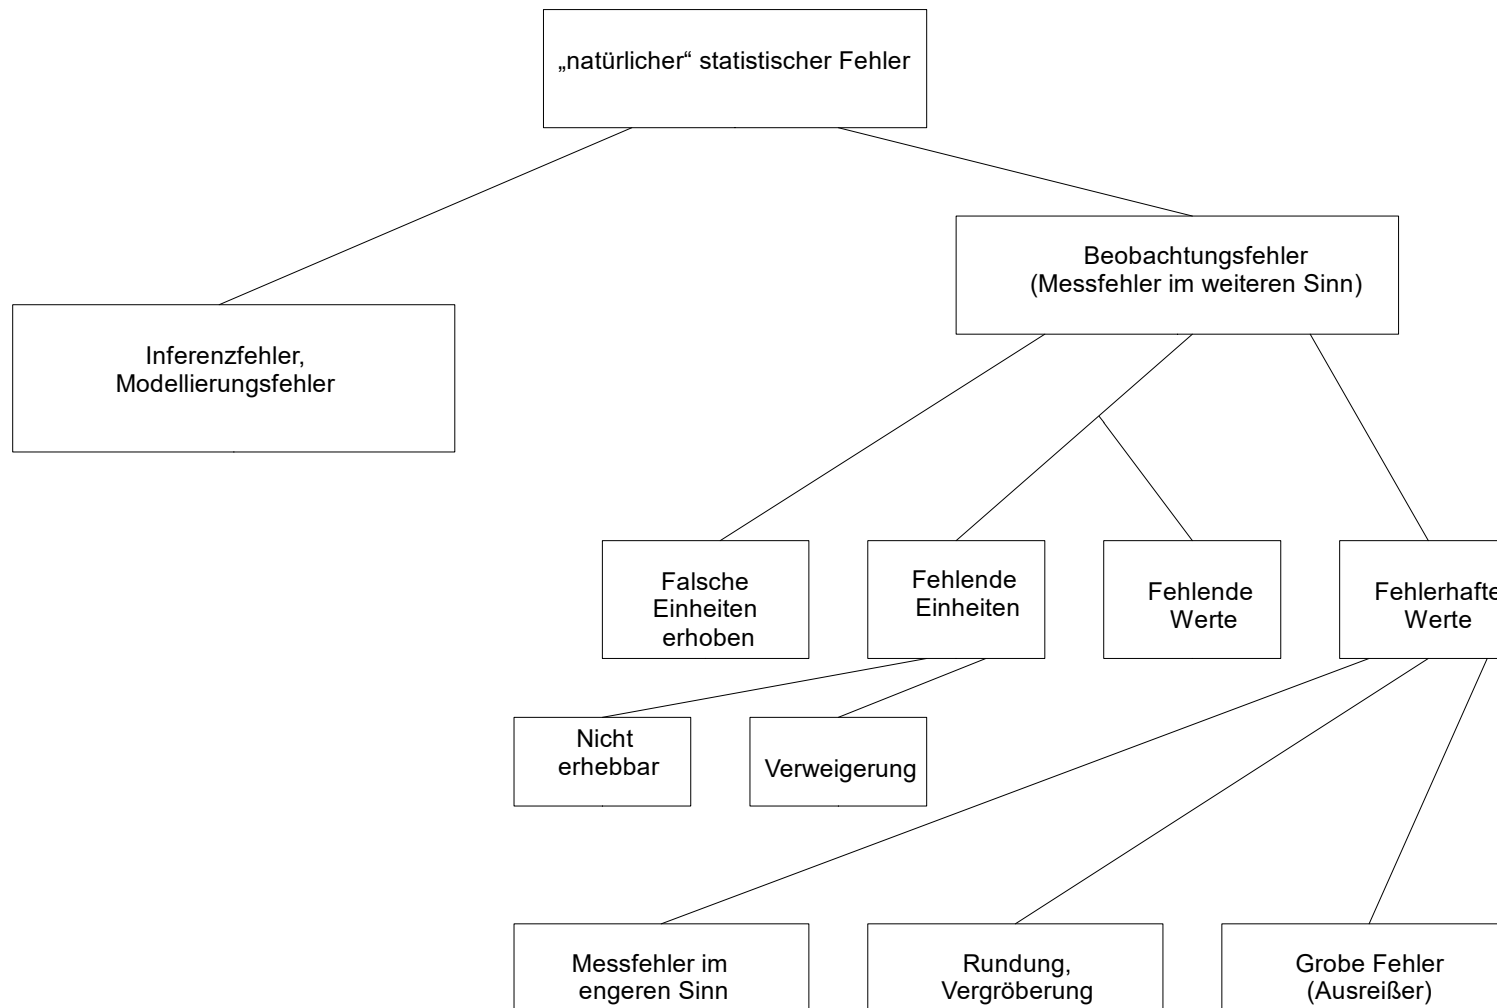 „natürlicher“ statistischer Fehler
Beobachtungsfehler
(Messfehler im weiteren Sinn)
Inferenzfehler,
Modellierungsfehler
Falsche
Einheiten
erhoben
Fehlende
Einheiten
Fehlende
Werte
Fehlerhafte
Werte
Nicht
erhebbar
Verweigerung
Messfehler im
engeren Sinn
Rundung,
Vergröberung
Grobe Fehler
(Ausreißer)